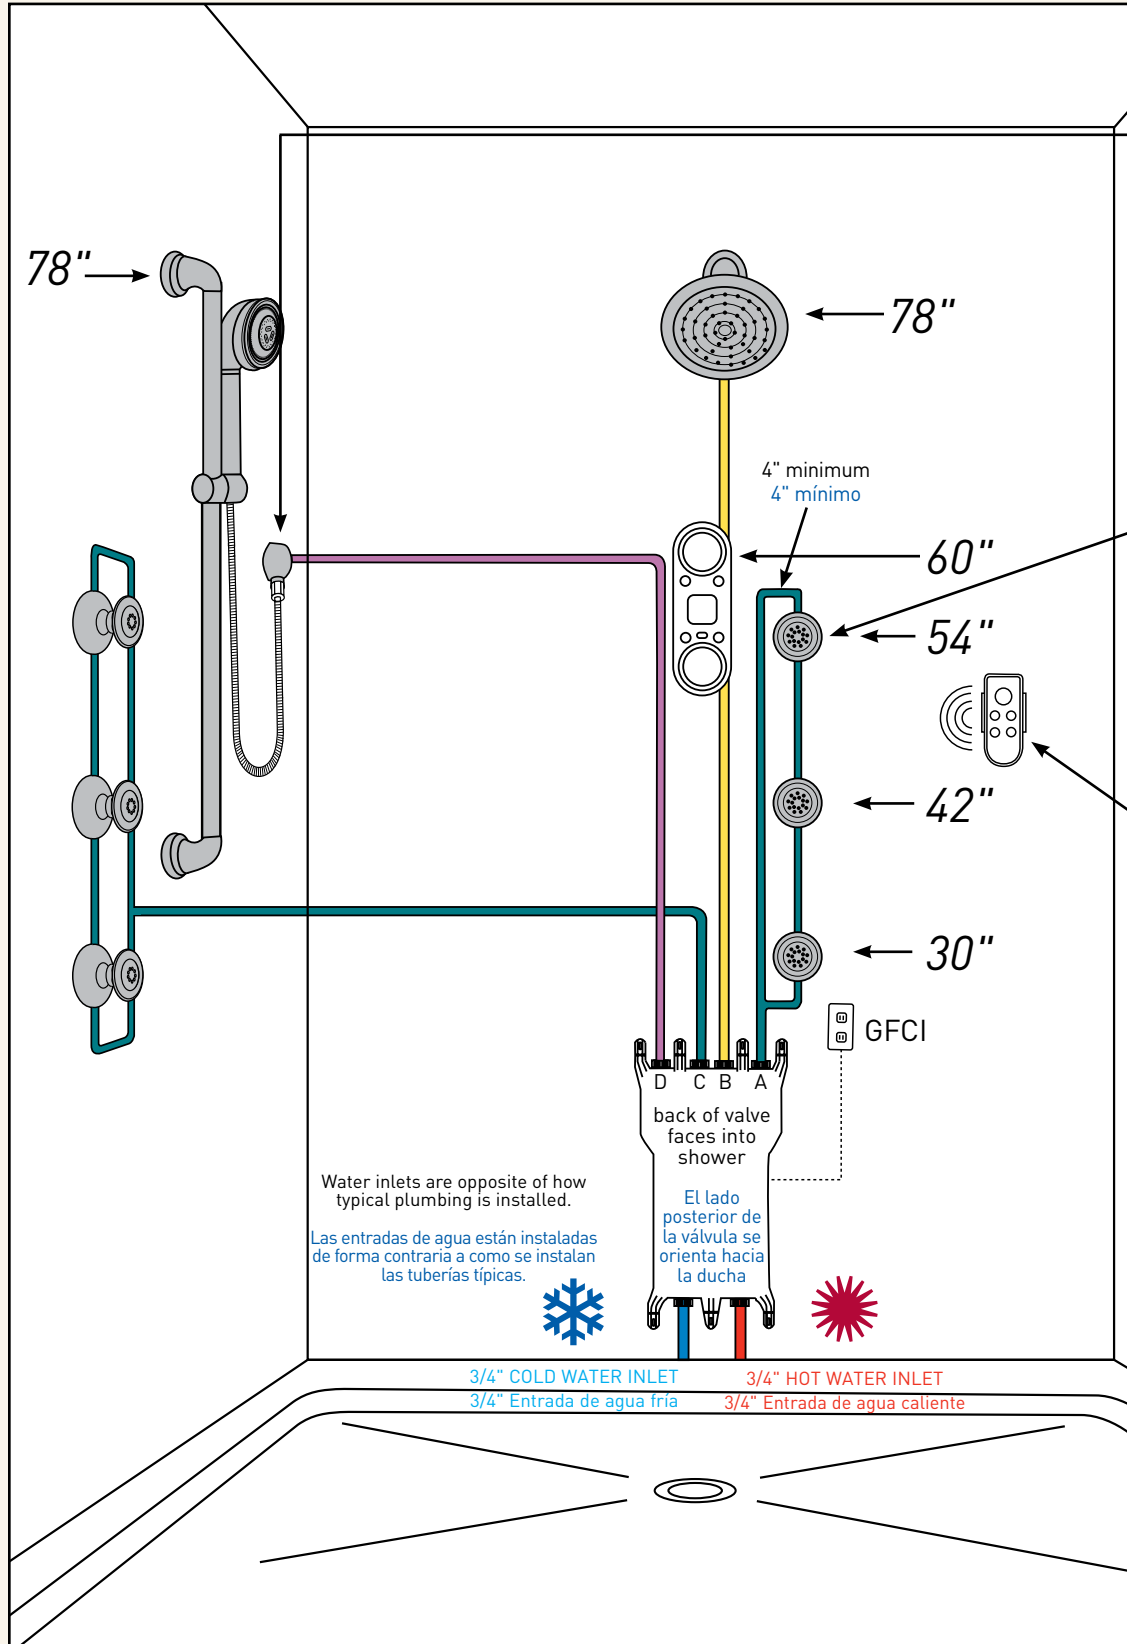 78"
78"
4" minimum
4" mínimo
60"
54"
42"
30"
GFCI
D C B A
back of valve
faces into
shower
El lado
posterior de
la válvula se
orienta hacia
la ducha
Water inlets are opposite of how
typical plumbing is installed.
Las entradas de agua están instaladas
de forma contraria a como se instalan
las tuberías típicas.
3/4" COLD WATER INLET
3/4" Entrada de agua fría
3/4" HOT WATER INLET
3/4" Entrada de agua caliente